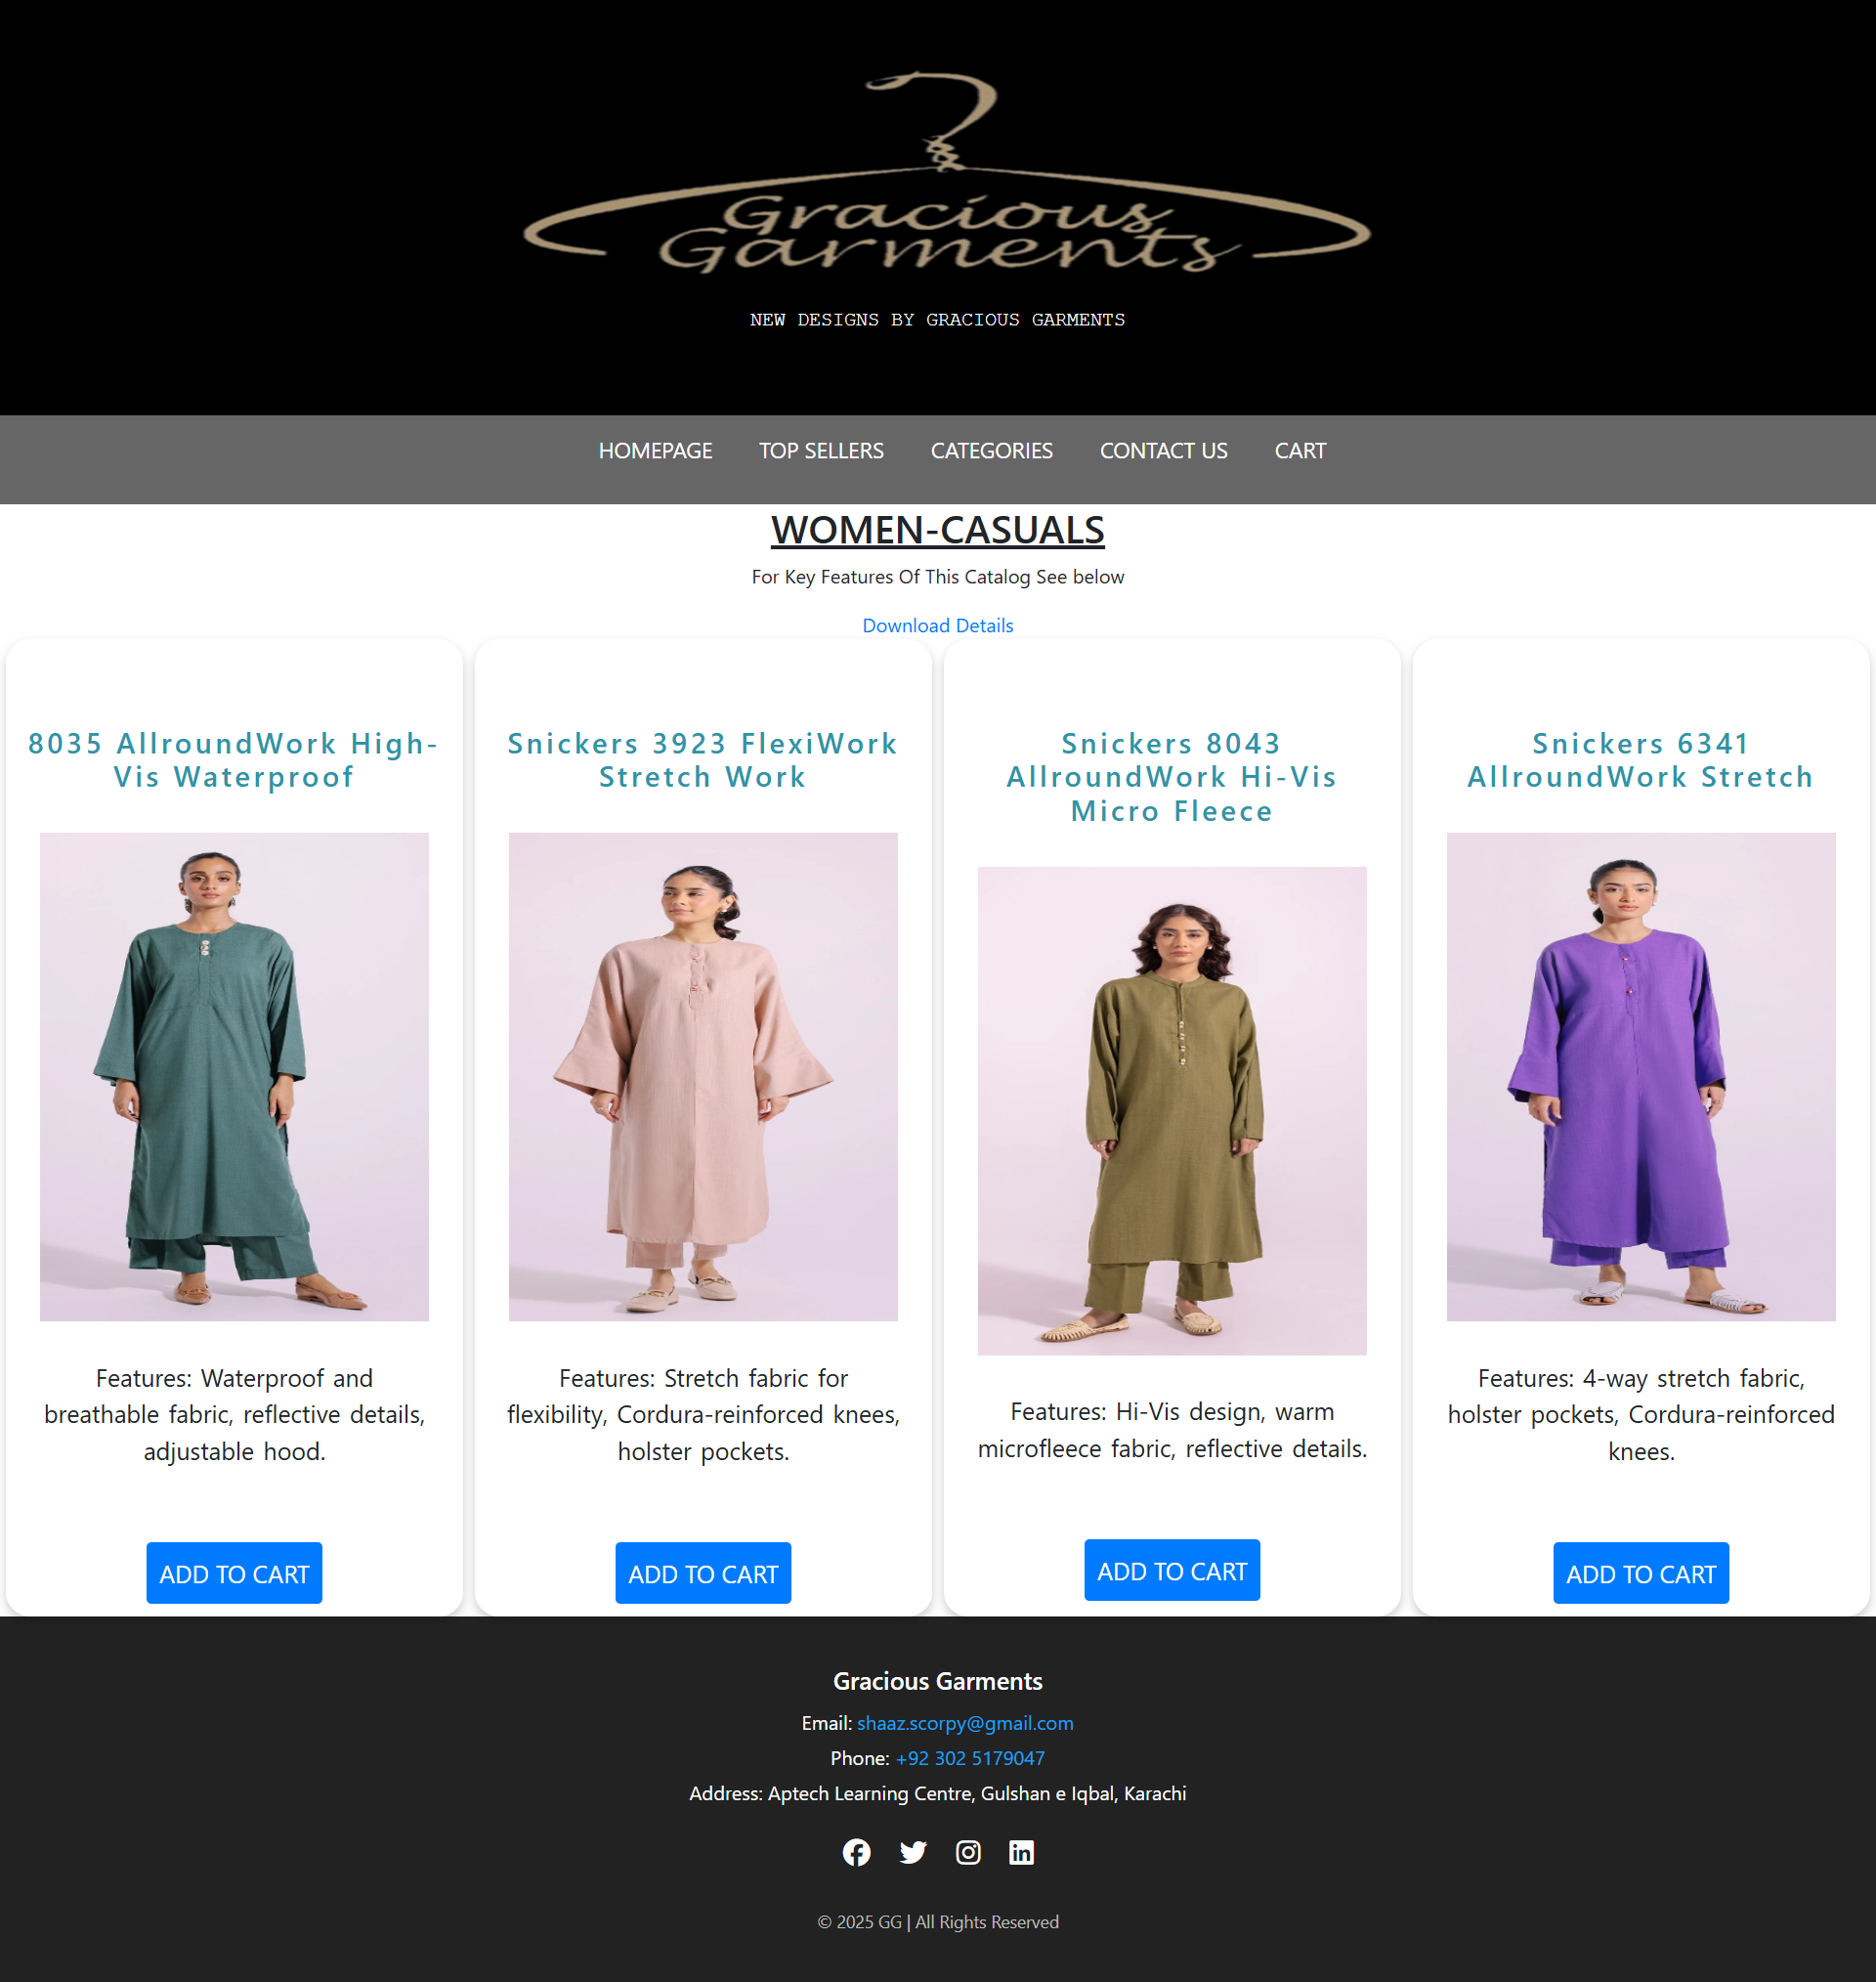 Gracious
Garments
NEW DESIGNS BY GRACIOUS GARMENTS
HOMEPAGE TOP SELLERS CATEGORIES CONTACT US CART
WOMEN-CASUALS
For Key Features Of This Catalog See below
Download Details
8035 AllroundWork High-
Vis Waterproof
Features: Waterproof and
breathable fabric, reflective details,
adjustable hood.
ADD TO CART
Snickers 3923 FlexiWork
Stretch Work
Features: Stretch fabric for
flexibility, Cordura-reinforced knees,
holster pockets.
ADD TO CART
Snickers 8043
AllroundWork Hi-Vis
Micro Fleece
Features: Hi-Vis design, warm
microfleece fabric, reflective details.
ADD TO CART
Snickers 6341
AllroundWork Stretch
Features: 4-way stretch fabric,
holster pockets, Cordura-reinforced
knees.
ADD TO CART
Gracious Garments
Email: shaaz.scorpy@gmail.com
Phone: +92 302 5179047
Address: Aptech Learning Centre, Gulshan e Iqbal, Karachi
© 2025 GG | All Rights Reserved